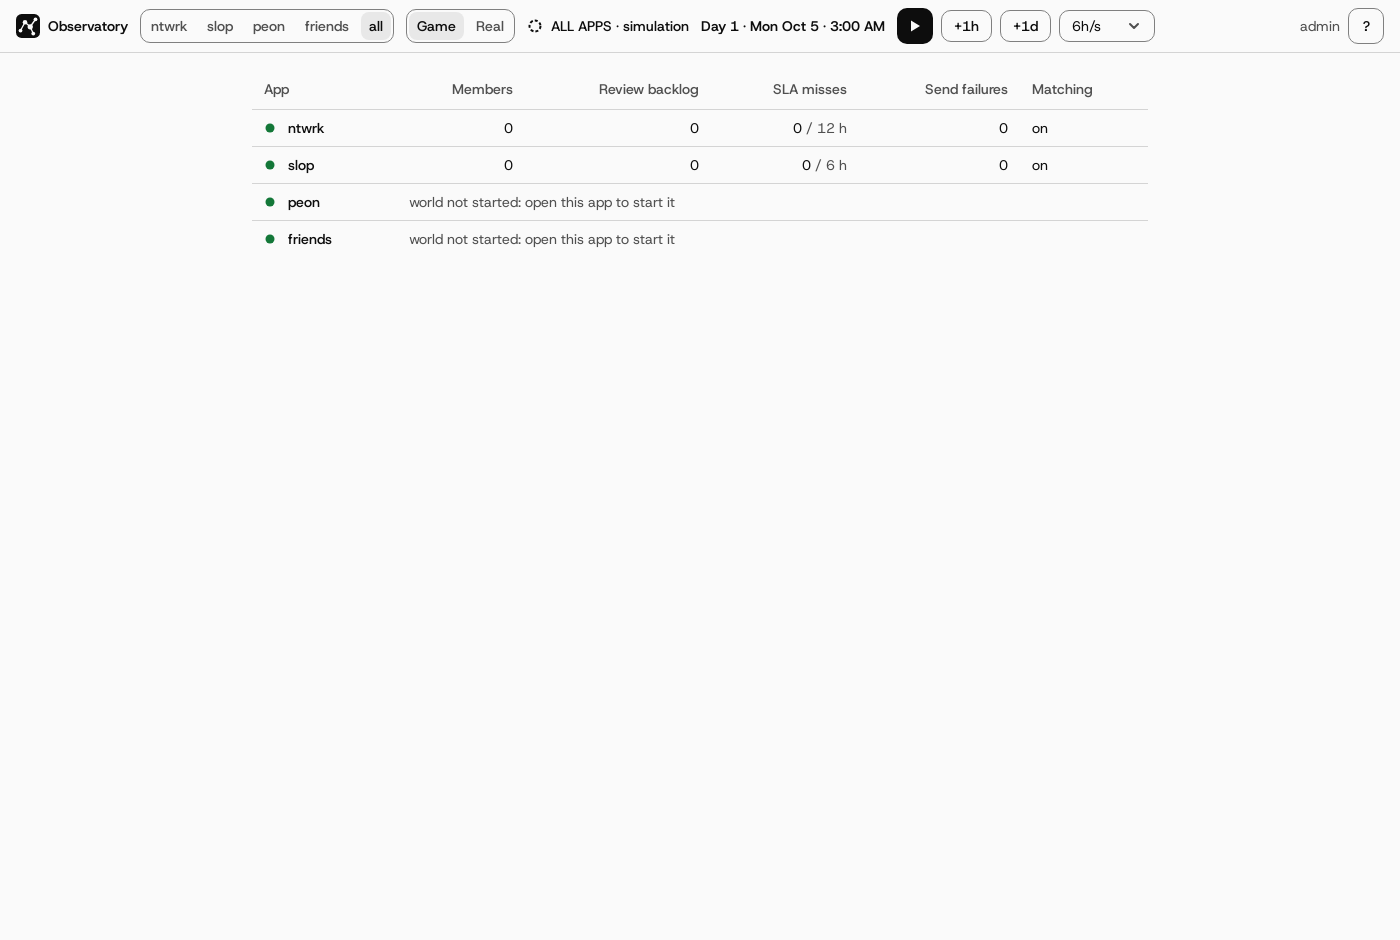 Observatory ntwrk slop peon friends all Game Real ALL APPS · simulation Day 1 · Mon Oct 5 · 3:00 AM +1h +1d 6h/s admin ?
App Members Review backlog SLA misses Send failures Matching
ntwrk 0 0 0 / 12 h 0 on
slop 0 0 0 / 6 h 0 on
peon world not started: open this app to start it
friends world not started: open this app to start it